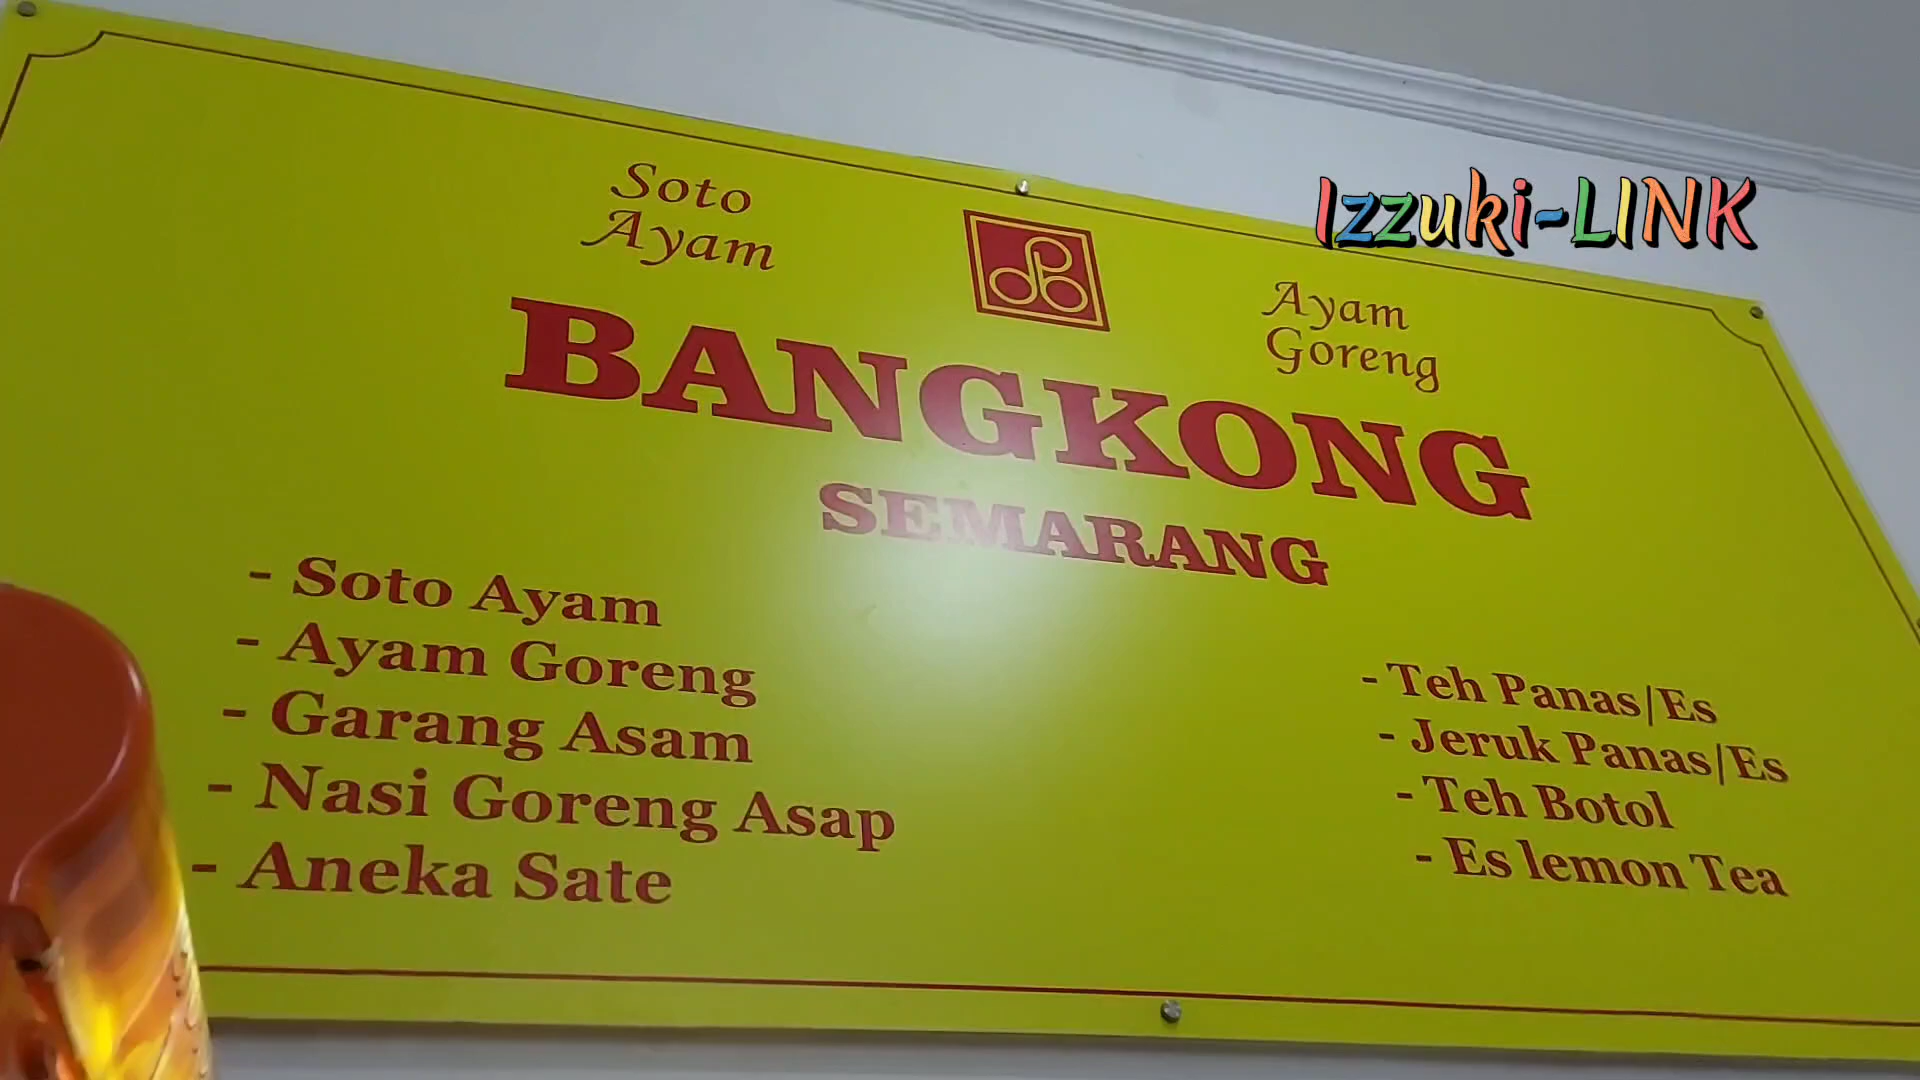 Izzuki-LINK
Soto
Ayam
Ayam
Goreng
BANGKONG
SEMARANG
- Soto Ayam
- Ayam Goreng
- Garang Asam
- Nasi Goreng Asap
- Aneka Sate
- Teh Panas/Es
- Jeruk Panas/Es
- Teh Botol
- Es lemon Tea